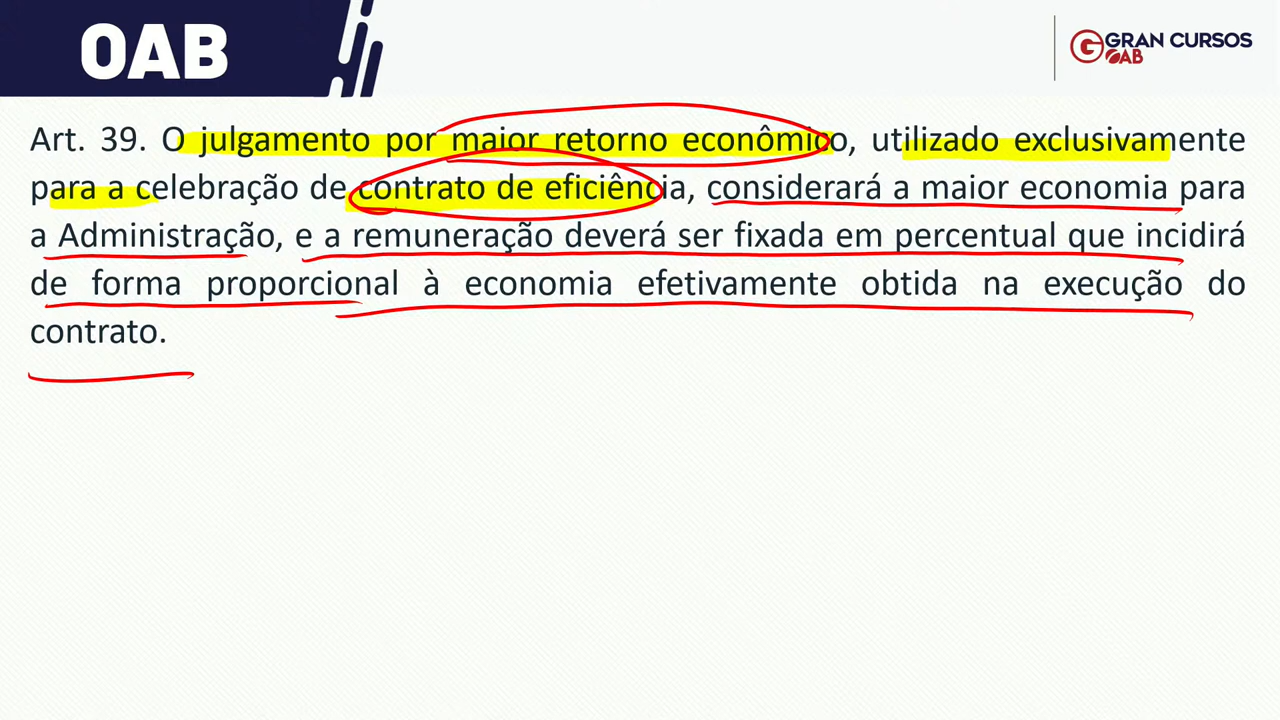 OAB
GRAN CURSOS
OAB
Art. 39. O julgamento por maior retorno econômico, utilizado exclusivamente
para a celebração de contrato de eficiência, considerará a maior economia para
a Administração, e a remuneração deverá ser fixada em percentual que incidirá
de forma proporcional à economia efetivamente obtida na execução do
contrato.